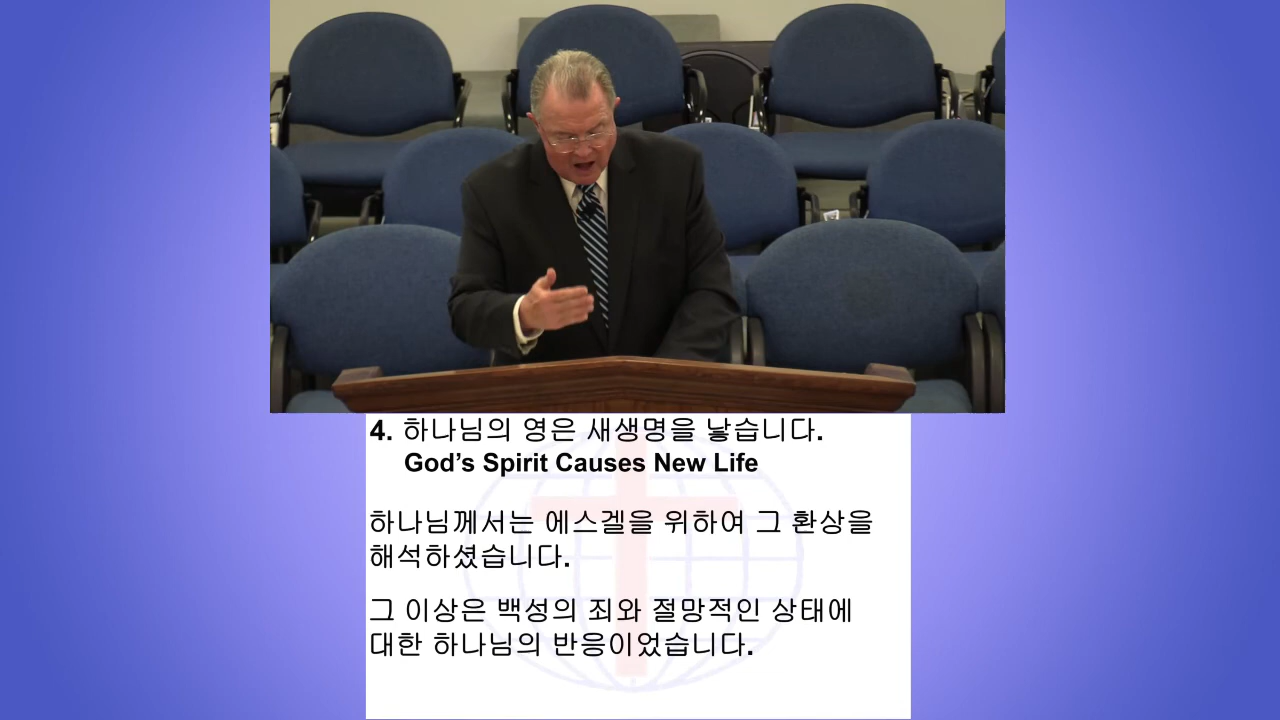 4. 하나님의 영은 새생명을 낳습니다.
God's Spirit Causes New Life
하나님께서는 에스겔을 위하여 그 환상을
해석하셨습니다.
그 이상은 백성의 죄와 절망적인 상태에
대한 하나님의 반응이었습니다.